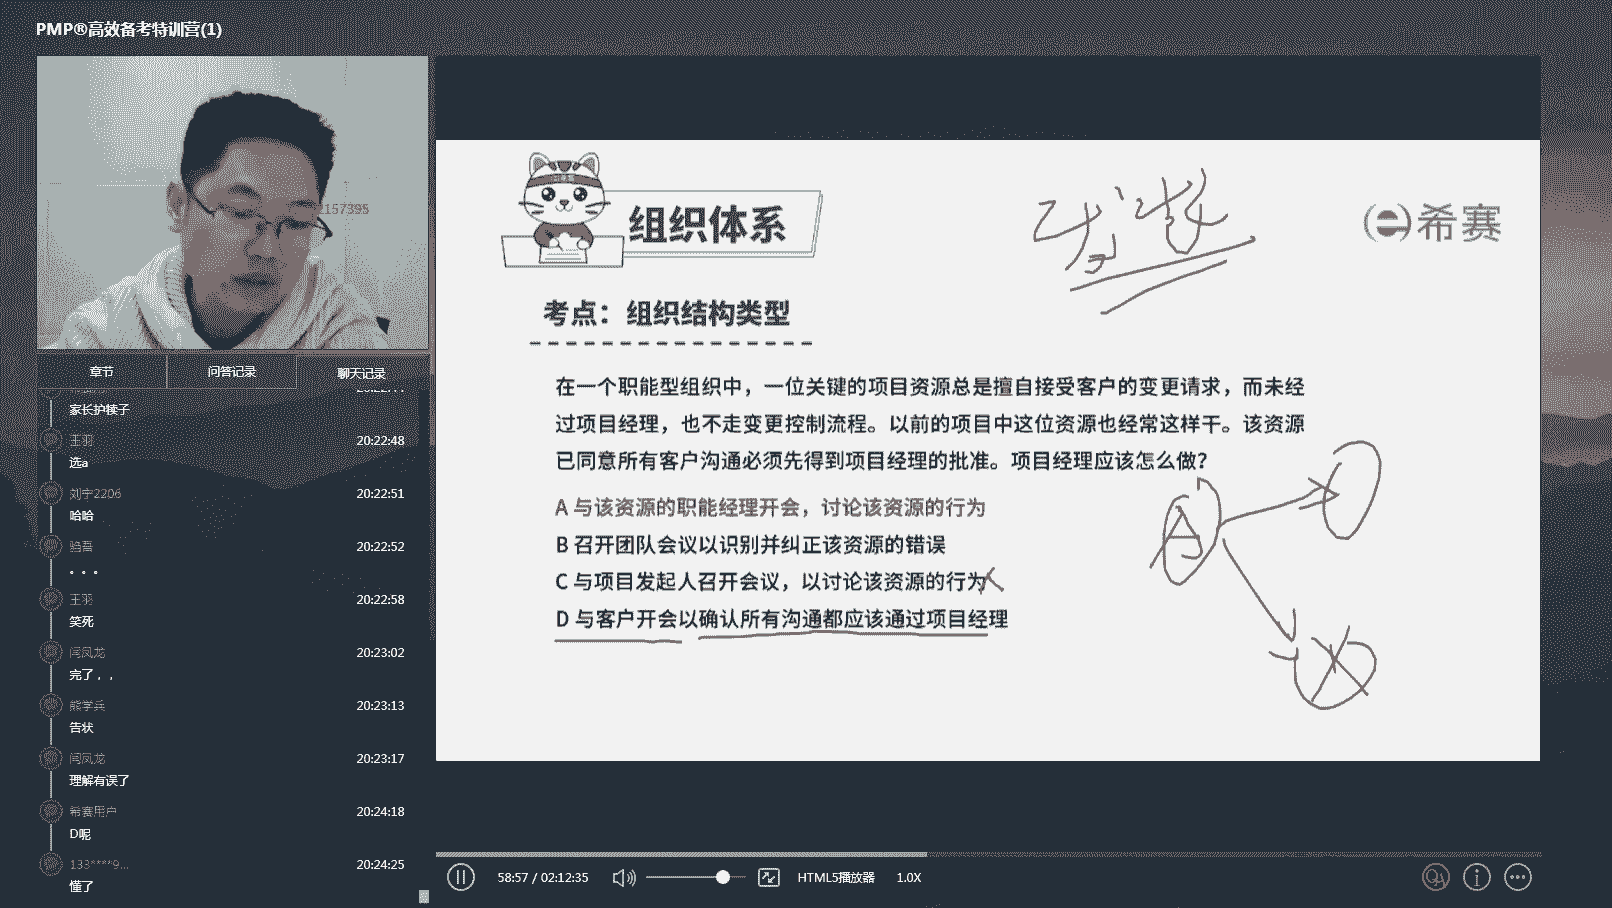 PMP®高效备考特训营(1)
157395
章节
问答记录
聊天记录
家长护犊子
王羽
20:22:48
选a
刘宁2206
20:22:51
哈哈
20:22:52
。。。
王羽
20:22:58
笑死
闫凤龙
20:23:02
完了，，
熊学兵
20:23:13
告状
闫凤龙
20:23:17
理解有误了
希赛用户
20:24:18
D呢
133****9...
20:24:25
懂了
组织体系
希赛
考点：组织结构类型
在一个职能型组织中，一位关键的项目资源总是擅自接受客户的变更请求，而未经
过项目经理，也不走变更控制流程。以前的项目中这位资源也经常这样干。该资源
已同意所有客户沟通必须先得到项目经理的批准。项目经理应该怎么做？
A 与该资源的职能经理开会，讨论该资源的行为
B 召开团队会议以识别并纠正该资源的错误
C 与项目发起人召开会议，以讨论该资源的行为
D 与客户开会以确认所有沟通都应该通过项目经理
A
58:57 / 02:12:35
HTML5播放器
1.0X